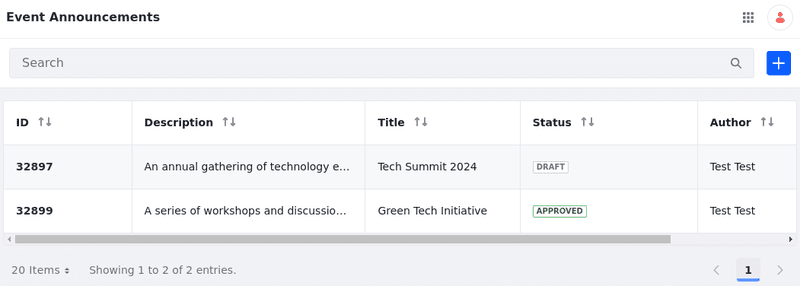 Event Announcements
Search
ID Description Title Status Author
32897 An annual gathering of technology e... Tech Summit 2024 DRAFT Test Test
32899 A series of workshops and discussio... Green Tech Initiative APPROVED Test Test
20 Items Showing 1 to 2 of 2 entries. 1